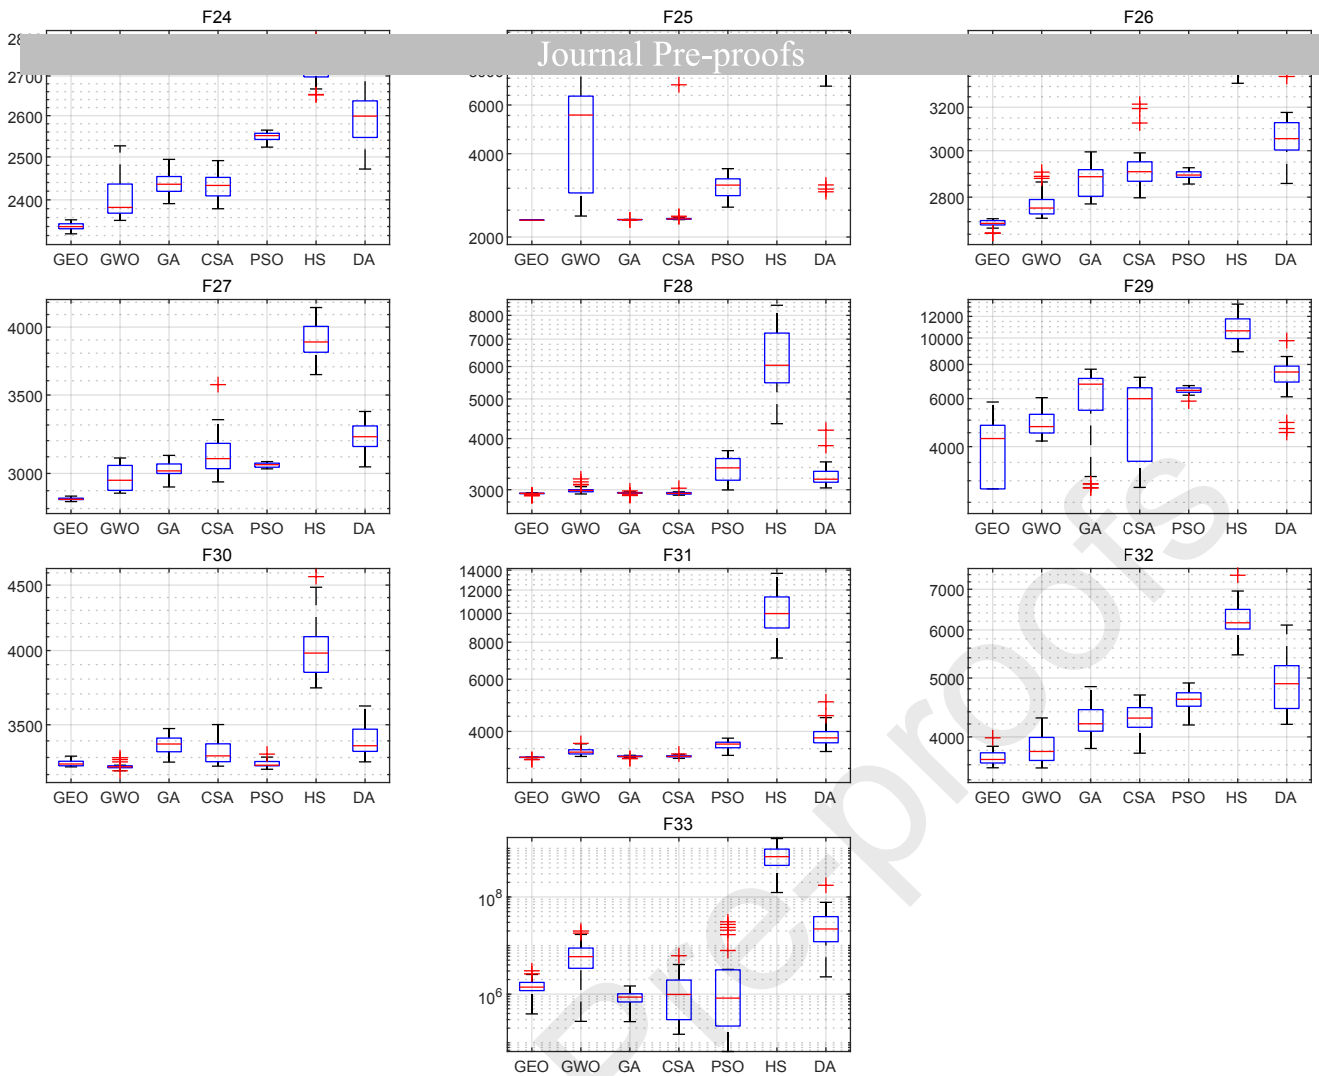 F24 F25 F26
Journal Pre-proofs
2700
2600
2500
2400
GEO GWO GA CSA PSO HS DA
6000
4000
2000
GEO GWO GA CSA PSO HS DA
3200
3000
2800
GEO GWO GA CSA PSO HS DA
F27 F28 F29
4000
3500
3000
GEO GWO GA CSA PSO HS DA
8000
7000
6000
5000
4000
3000
GEO GWO GA CSA PSO HS DA
12000
10000
8000
6000
4000
GEO GWO GA CSA PSO HS DA
F30 F31 F32
4500
4000
3500
GEO GWO GA CSA PSO HS DA
14000
12000
10000
8000
6000
4000
GEO GWO GA CSA PSO HS DA
7000
6000
5000
4000
GEO GWO GA CSA PSO HS DA
F33
10^8
10^6
GEO GWO GA CSA PSO HS DA
Pre-proofs